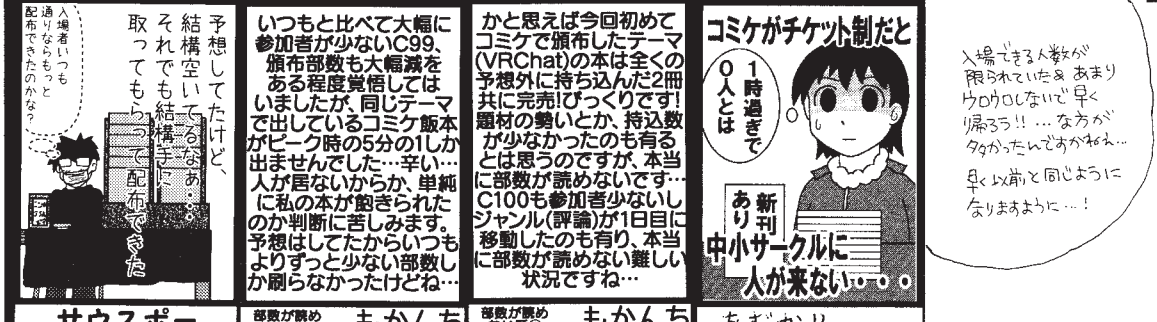 コミケがチケット制だと
1時過ぎで
0人とは
新刊
あり
中小サークルに
人が来ない・・・・
かと思えば今回初めて
コミケで頒布したテーマ
(VRChat)の本は全くの
予想外に持ち込んだ2冊
共に完売!びっくりです!
題材の勢いとか、持込数
が少なかったのも有る
とは思うのですが、本当
に部数が読めないです…
C100も参加者少ないし
ジャンル(評論)が1日目に
移動したのも有り、本当
に部数が読めない難しい
状況ですね…
いつもと比べて大幅に
参加者が少ないC99、
頒布部数も大幅減を
ある程度覚悟しては
いましたが、同じテーマ
で出しているコミケ飯本
がピーク時の5分の1しか
出ませんでした…辛い…
人が居ないからか、単純
に私の本が飽きられた
のか判断に苦しみます。
予想はしてたからいつも
よりずっと少ない部数し
か刷らなかったけどね…
予想してたけど、
結構空いてるなぁ……
それでも結構手に
取ってもらって配布できた
入場者いつも
通りならもっと
配布できたのかな?
入場できる人数が
限られていた&あまり
ウロウロしないで早く
帰ろう!!…な方が
多かったんですかねぇ…
早く以前と同じように
なりますように…!
サウスポー
部数が読め
もかんち
部数が読め
もかんち